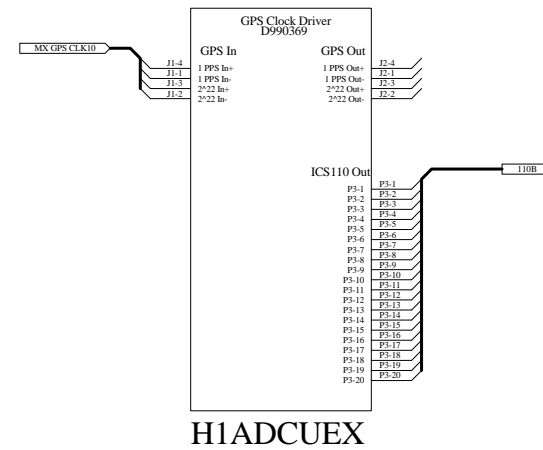 GPS Clock Driver
D990369
MX GPS CLK10
GPS In
GPS Out
J1-4 1 PPS In+ 1 PPS Out+ J2-4
J1-1 1 PPS In- 1 PPS Out- J2-1
J1-3 2^22 In+ 2^22 Out+ J2-3
J1-2 2^22 In- 2^22 Out- J2-2
ICS110 Out
110B
P3-1 P3-1
P3-2 P3-2
P3-3 P3-3
P3-4 P3-4
P3-5 P3-5
P3-6 P3-6
P3-7 P3-7
P3-8 P3-8
P3-9 P3-9
P3-10 P3-10
P3-11 P3-11
P3-12 P3-12
P3-13 P3-13
P3-14 P3-14
P3-15 P3-15
P3-16 P3-16
P3-17 P3-17
P3-18 P3-18
P3-19 P3-19
P3-20 P3-20
H1ADCUEX